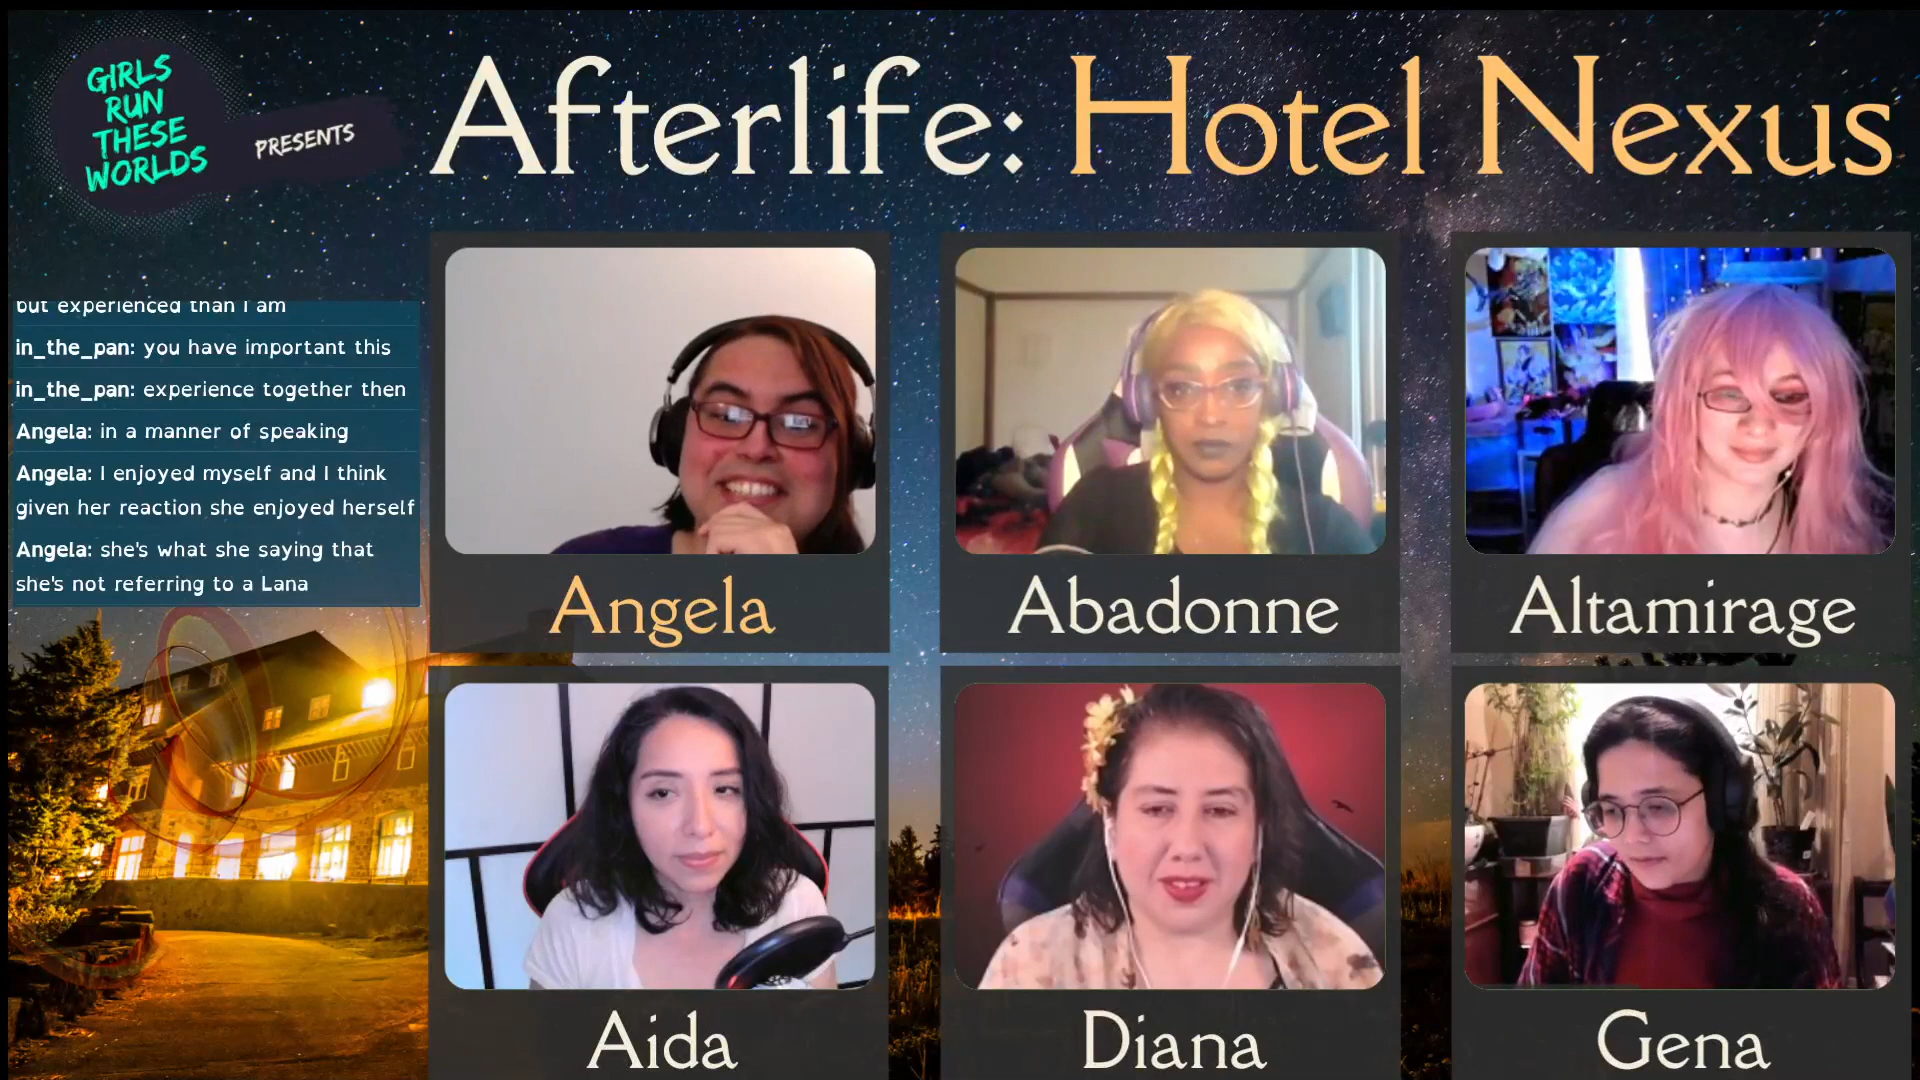 GIRLS
RUN
THESE
WORLDS
PRESENTS
Afterlife: Hotel Nexus
but experienced than I am
in_the_pan: you have important this
in_the_pan: experience together then
Angela: in a manner of speaking
Angela: I enjoyed myself and I think
given her reaction she enjoyed herself
Angela: she's what she saying that
she's not referring to a Lana
Angela
Abadonne
Altamirage
Aida
Diana
Gena